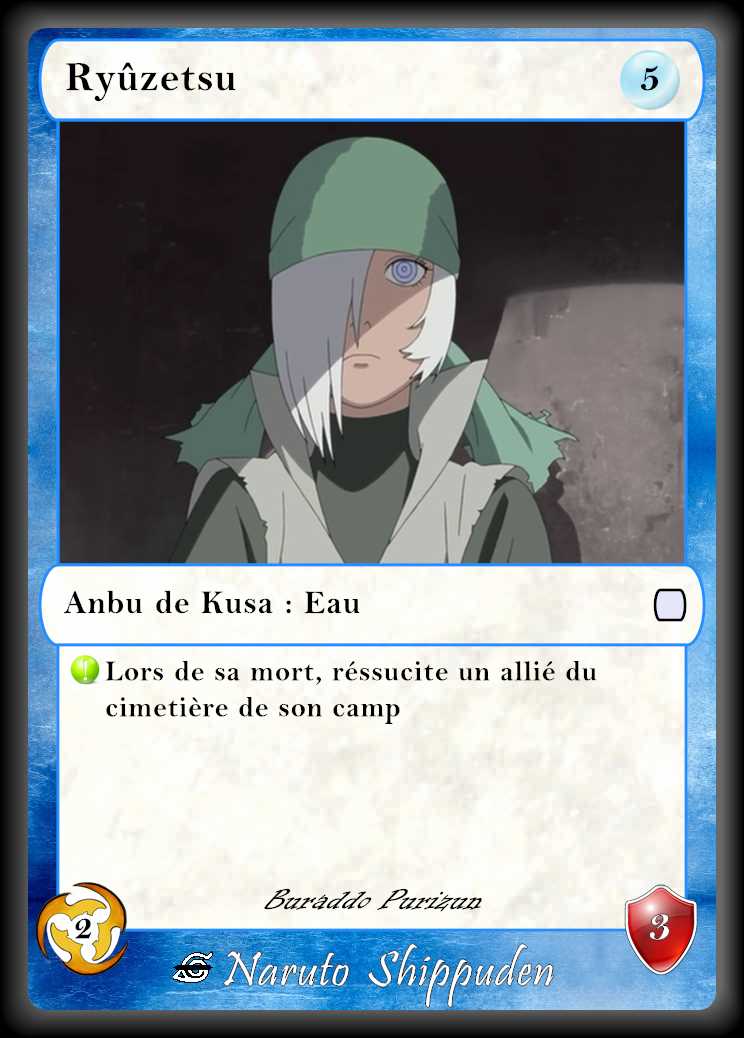 Ryûzetsu
5
Anbu de Kusa : Eau
Lors de sa mort, réssucite un allié du
cimetière de son camp
Buraddo Purizun
2
3
Naruto Shippuden